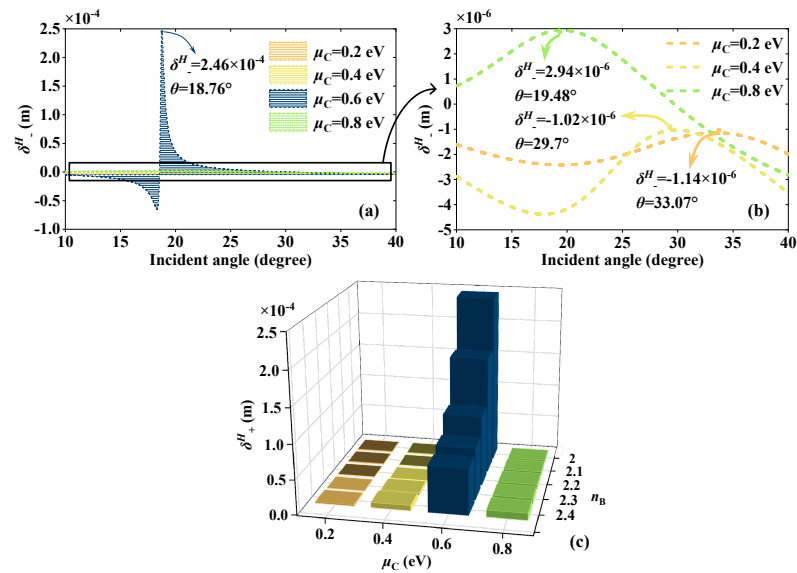 ×10⁻⁴
2.5
2.0
1.5
1.0
0.5
0.0
-0.5
-1.0
δᴴ₋ (m)
δᴴ₋=2.46×10⁻⁴
θ=18.76°
μC=0.2 eV
μC=0.4 eV
μC=0.6 eV
μC=0.8 eV
(a)
10 15 20 25 30 35 40
Incident angle (degree)
×10⁻⁶
3
2
1
0
-1
-2
-3
-4
-5
δᴴ₋ (m)
μC=0.2 eV
μC=0.4 eV
μC=0.8 eV
δᴴ₋=2.94×10⁻⁶
θ=19.48°
δᴴ₋=-1.02×10⁻⁶
θ=29.7°
δᴴ₋=-1.14×10⁻⁶
θ=33.07°
(b)
10 15 20 25 30 35 40
Incident angle (degree)
×10⁻⁴
2.5
2.0
1.5
1.0
0.5
0.0
δᴴ₊ (m)
0.2 0.4 0.6 0.8
μC (eV)
2
2.1
2.2
2.3
2.4
nB
(c)